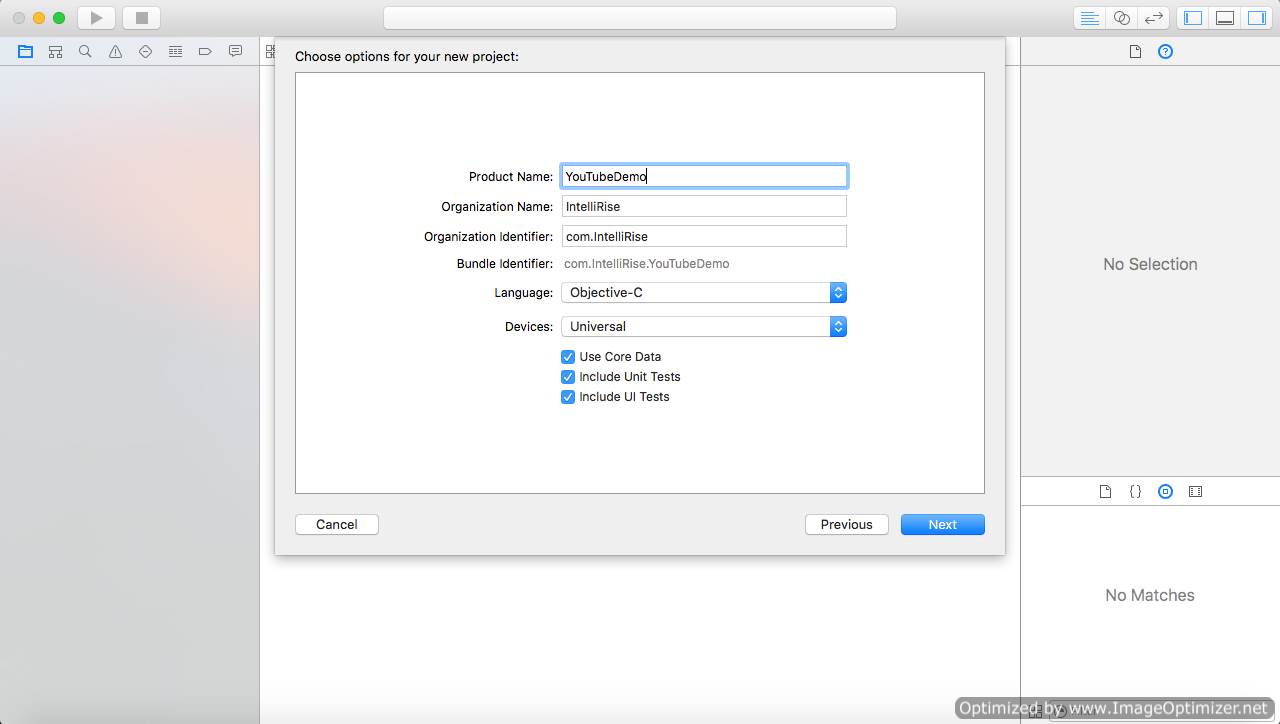 Choose options for your new project:
Product Name: YouTubeDemo
Organization Name: IntelliRise
Organization Identifier: com.IntelliRise
Bundle Identifier: com.IntelliRise.YouTubeDemo
Language: Objective-C
Devices: Universal
Use Core Data
Include Unit Tests
Include UI Tests
Cancel
Previous
Next
No Selection
No Matches
Optimized by www.ImageOptimizer.net